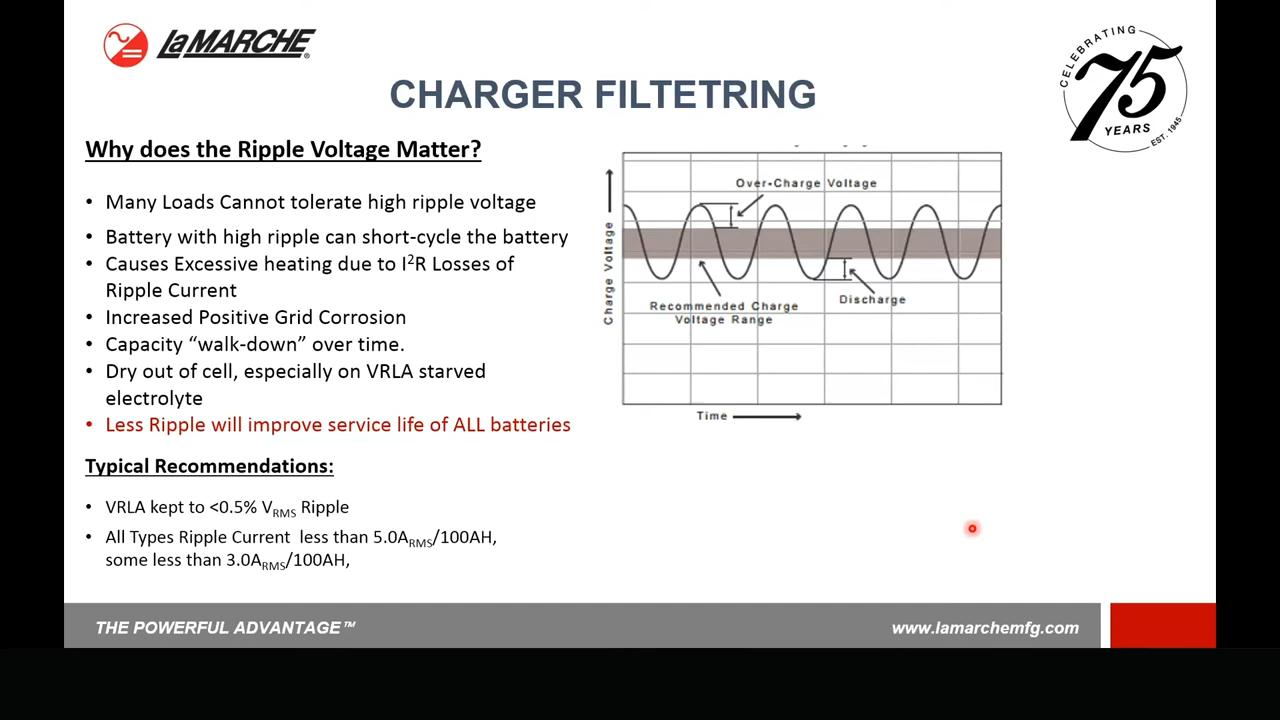 LaMARCHE®
CELEBRATING
75
YEARS
EST. 1945
CHARGER FILTETRING
Why does the Ripple Voltage Matter?
• Many Loads Cannot tolerate high ripple voltage
• Battery with high ripple can short-cycle the battery
• Causes Excessive heating due to I²R Losses of
Ripple Current
• Increased Positive Grid Corrosion
• Capacity “walk-down” over time.
• Dry out of cell, especially on VRLA starved
electrolyte
• Less Ripple will improve service life of ALL batteries
Typical Recommendations:
• VRLA kept to <0.5% VRMS Ripple
• All Types Ripple Current less than 5.0ARMS/100AH,
some less than 3.0ARMS/100AH,
Over-Charge Voltage
Charge Voltage
Recommended Charge
Voltage Range
Discharge
Time
THE POWERFUL ADVANTAGE™
www.lamarchemfg.com